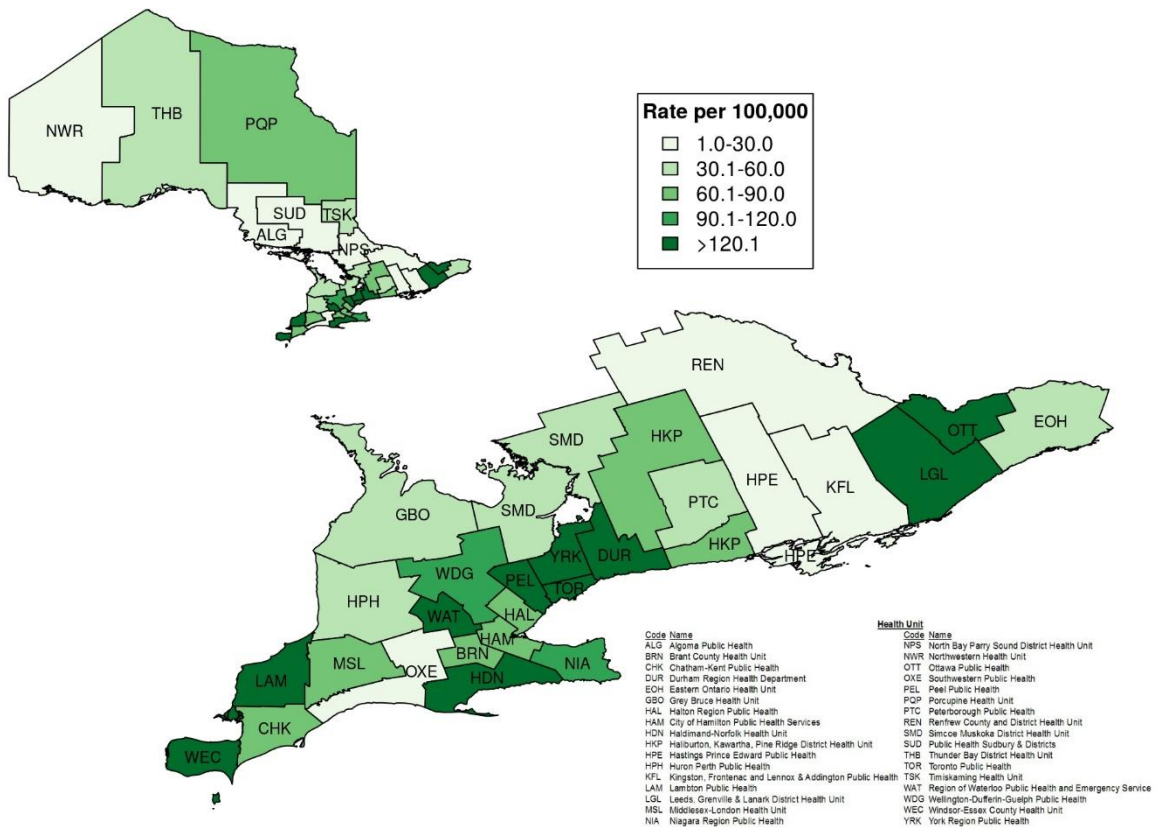 NWR
THB
PQP
SUD
TSK
ALG
NPS
Rate per 100,000
1.0-30.0
30.1-60.0
60.1-90.0
90.1-120.0
>120.1
REN
SMD
HKP
OTT
EOH
HPE
KFL
LGL
PTC
GBO
SMD
HKP
YRK
DUR
WDG
PEL
TOR
HPE
HPH
WAT
HAL
HAM
BRN
MSL
OXE
NIA
LAM
HDN
CHK
WEC
Health Unit
Code Name
ALG Algoma Public Health
BRN Brant County Health Unit
CHK Chatham-Kent Public Health
DUR Durham Region Health Department
EOH Eastern Ontario Health Unit
GBO Grey Bruce Health Unit
HAL Halton Region Public Health
HAM City of Hamilton Public Health Services
HDN Haldimand-Norfolk Health Unit
HKP Haliburton, Kawartha, Pine Ridge District Health Unit
HPE Hastings Prince Edward Public Health
HPH Huron Perth Public Health
KFL Kingston, Frontenac and Lennox & Addington Public Health
LAM Lambton Public Health
LGL Leeds, Grenville & Lanark District Health Unit
MSL Middlesex-London Health Unit
NIA Niagara Region Public Health
Code Name
NPS North Bay Parry Sound District Health Unit
NWR Northwestern Health Unit
OTT Ottawa Public Health
OXE Southwestern Public Health
PEL Peel Public Health
PQP Porcupine Health Unit
PTC Peterborough Public Health
REN Renfrew County and District Health Unit
SMD Simcoe Muskoka District Health Unit
SUD Public Health Sudbury & Districts
THB Thunder Bay District Health Unit
TOR Toronto Public Health
TSK Timiskaming Health Unit
WAT Region of Waterloo Public Health and Emergency Service
WDG Wellington-Dufferin-Guelph Public Health
WEC Windsor-Essex County Health Unit
YRK York Region Public Health